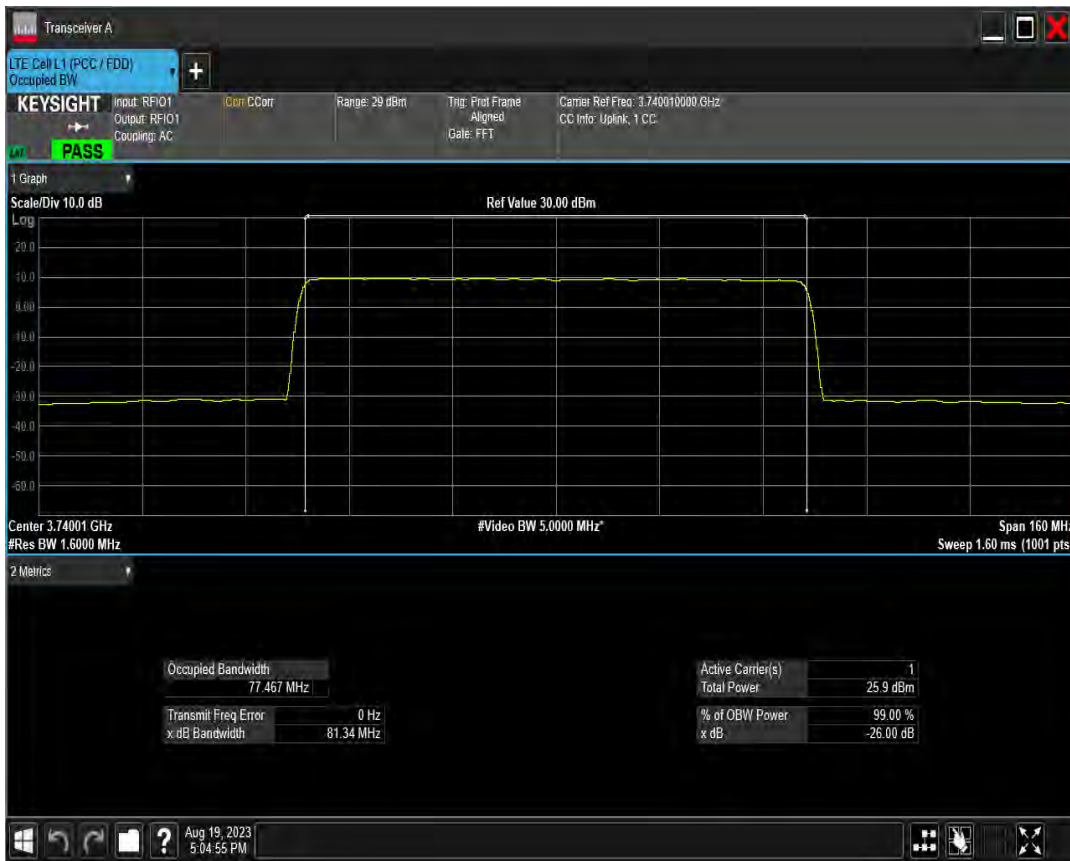 Transceiver A
LTE Cell L1 (PCC / FDD)
Occupied BW
+
KEYSIGHT
Input: RFIO1
Output: RFIO1
Coupling: AC
Corr CCorr
Range: 29 dBm
Trig: Prot Frame
Aligned
Gate: FFT
Carrier Ref Freq: 3.740010000 GHz
CC Info: Uplink, 1 CC
PASS
1 Graph
Scale/Div 10.0 dB
Ref Value 30.00 dBm
Log
20.0
10.0
0.00
-10.0
-20.0
-30.0
-40.0
-50.0
-60.0
Center 3.74001 GHz
#Video BW 5.0000 MHz*
Span 160 MHz
#Res BW 1.6000 MHz
Sweep 1.60 ms (1001 pts
2 Metrics
Occupied Bandwidth
77.467 MHz
Transmit Freq Error 0 Hz
x dB Bandwidth 81.34 MHz
Active Carrier(s) 1
Total Power 25.9 dBm
% of OBW Power 99.00 %
x dB -26.00 dB
?
Aug 19, 2023
5:04:55 PM